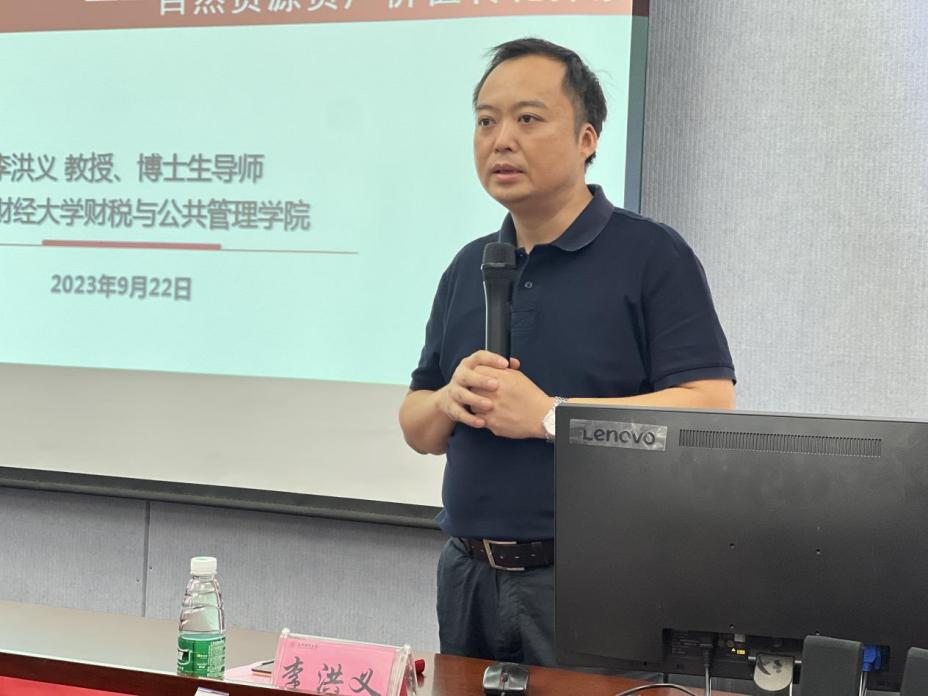 自然资源资产价值
李洪义 教授、博士生导师
财经大学财税与公共管理学院
2023年9月22日
Lenovo
李洪义